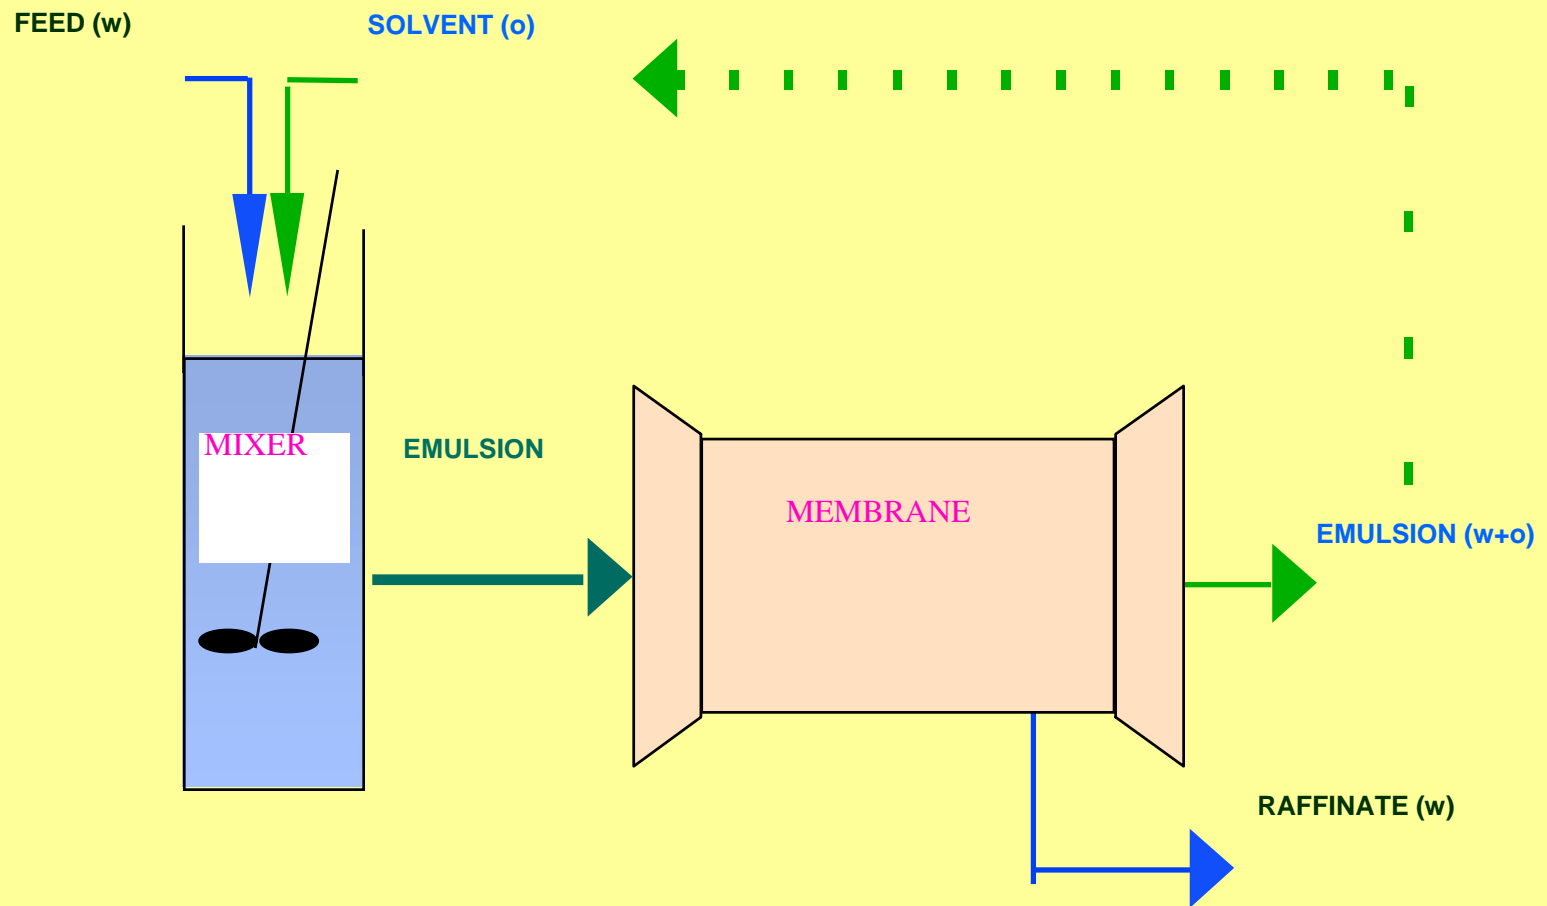 FEED (w)
SOLVENT (o)
MIXER
EMULSION
MEMBRANE
EMULSION (w+o)
RAFFINATE (w)